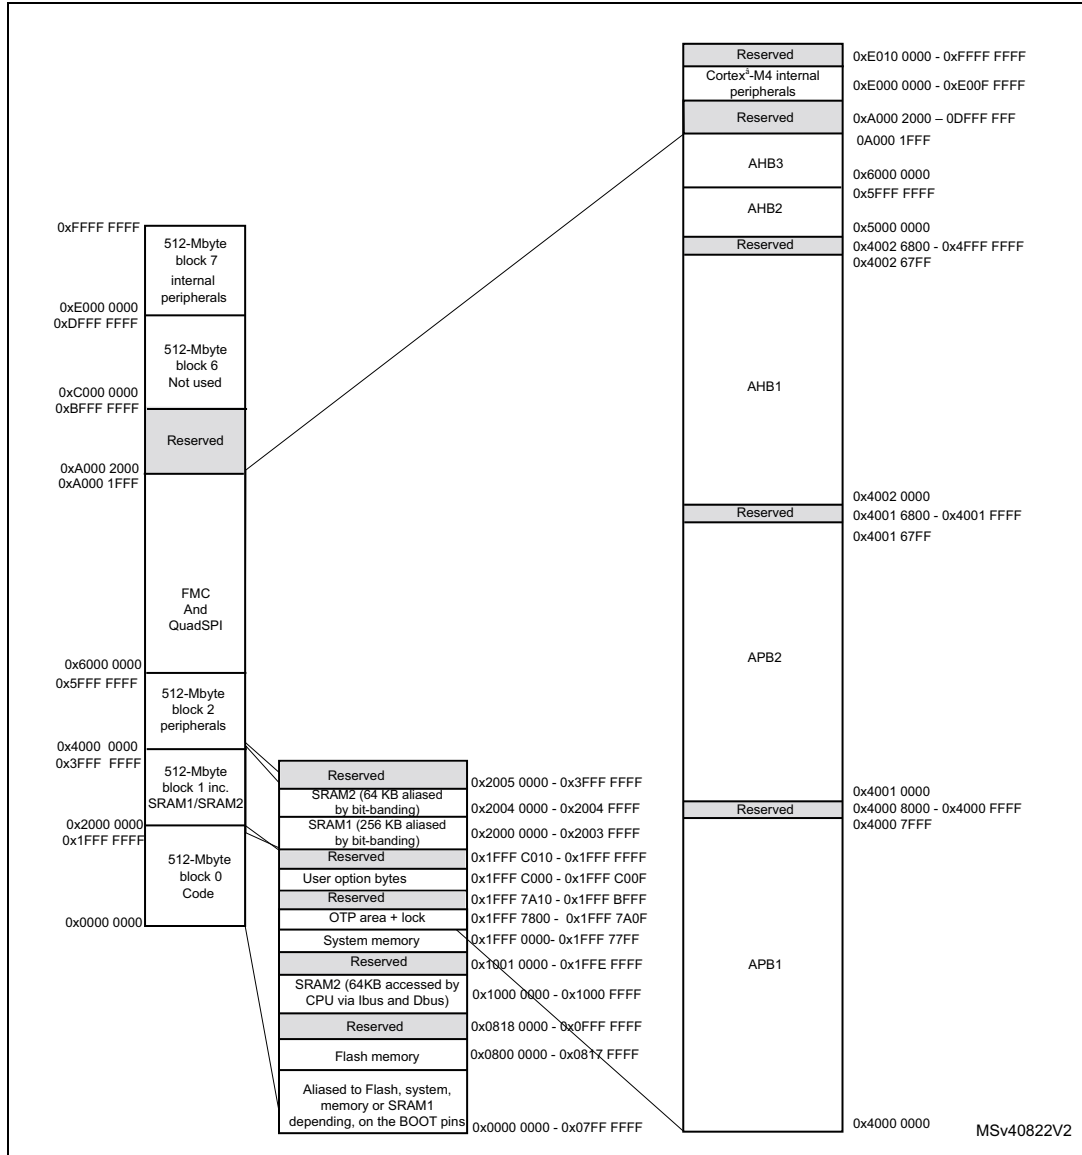 0xFFFF FFFF
512-Mbyte
block 7
internal
peripherals
0xE000 0000
0xDFFF FFFF
512-Mbyte
block 6
Not used
0xC000 0000
0xBFFF FFFF
Reserved
0xA000 2000
0xA000 1FFF
FMC
And
QuadSPI
0x6000 0000
0x5FFF FFFF
512-Mbyte
block 2
peripherals
0x4000 0000
0x3FFF FFFF
512-Mbyte
block 1 inc.
SRAM1/SRAM2
0x2000 0000
0x1FFF FFFF
512-Mbyte
block 0
Code
0x0000 0000
Reserved
0x2005 0000 - 0x3FFF FFFF
SRAM2 (64 KB aliased
by bit-banding)
0x2004 0000 - 0x2004 FFFF
SRAM1 (256 KB aliased
by bit-banding)
0x2000 0000 - 0x2003 FFFF
Reserved
0x1FFF C010 - 0x1FFF FFFF
User option bytes
0x1FFF C000 - 0x1FFF C00F
Reserved
0x1FFF 7A10 - 0x1FFF BFFF
OTP area + lock
0x1FFF 7800 - 0x1FFF 7A0F
System memory
0x1FFF 0000- 0x1FFF 77FF
Reserved
0x1001 0000 - 0x1FFE FFFF
SRAM2 (64KB accessed by
CPU via Ibus and Dbus)
0x1000 0000 - 0x1000 FFFF
Reserved
0x0818 0000 - 0x0FFF FFFF
Flash memory
0x0800 0000 - 0x0817 FFFF
Aliased to Flash, system,
memory or SRAM1
depending, on the BOOT pins
0x0000 0000 - 0x07FF FFFF
Reserved
0xE010 0000 - 0xFFFF FFFF
Cortexå-M4 internal
peripherals
0xE000 0000 - 0xE00F FFFF
Reserved
0xA000 2000 – 0DFFF FFF
0A000 1FFF
AHB3
0x6000 0000
0x5FFF FFFF
AHB2
0x5000 0000
Reserved
0x4002 6800 - 0x4FFF FFFF
0x4002 67FF
AHB1
0x4002 0000
Reserved
0x4001 6800 - 0x4001 FFFF
0x4001 67FF
APB2
0x4001 0000
Reserved
0x4000 8000 - 0x4000 FFFF
0x4000 7FFF
APB1
0x4000 0000
MSv40822V2